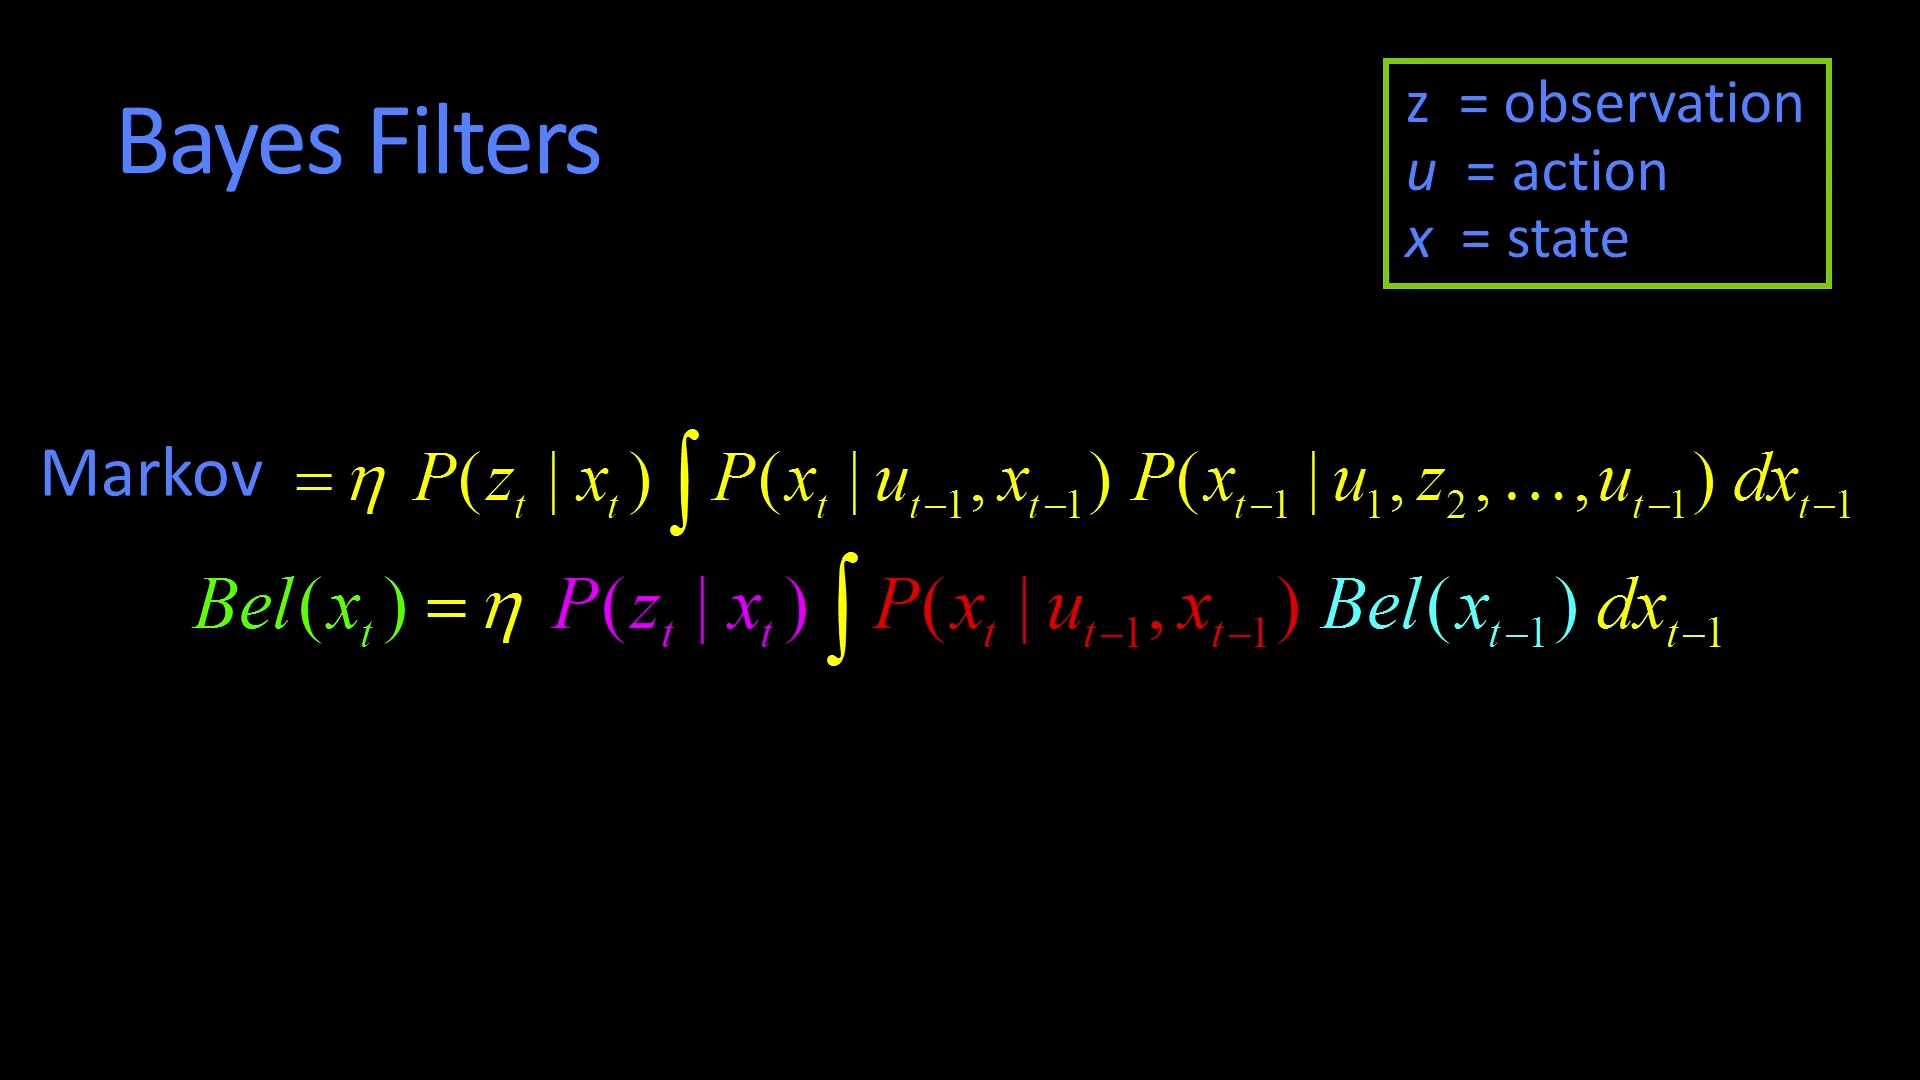 Bayes Filters
z = observation
u = action
x = state
Markov = η P(z_t | x_t) ∫ P(x_t | u_{t−1}, x_{t−1}) P(x_{t−1} | u_1, z_2, …, u_{t−1}) dx_{t−1}
Bel(x_t) = η P(z_t | x_t) ∫ P(x_t | u_{t−1}, x_{t−1}) Bel(x_{t−1}) dx_{t−1}